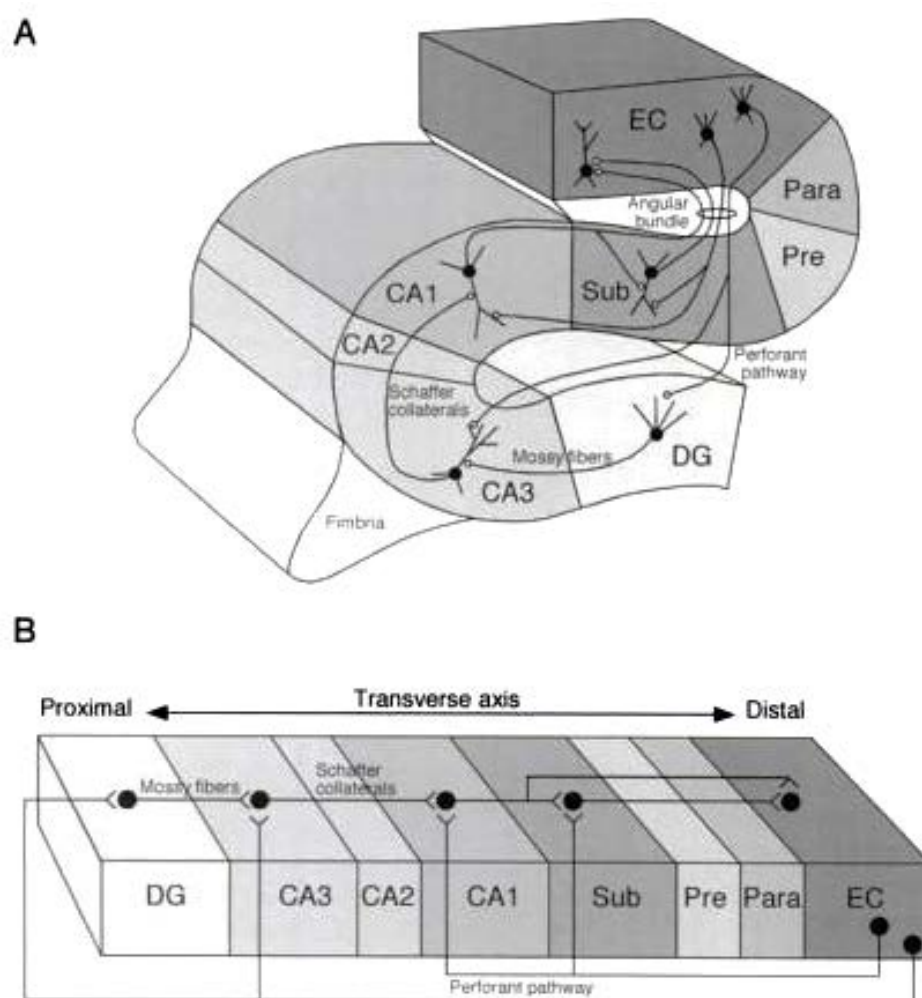 A
EC
Para
Angular
bundle
Pre
CA1
Sub
CA2
Perforant
pathway
Schaffer
collaterals
Mossy fibers
DG
CA3
Fimbria
B
Proximal
Transverse axis
Distal
Mossy fibers
Schaffer
collaterals
DG
CA3
CA2
CA1
Sub
Pre
Para
EC
Perforant pathway